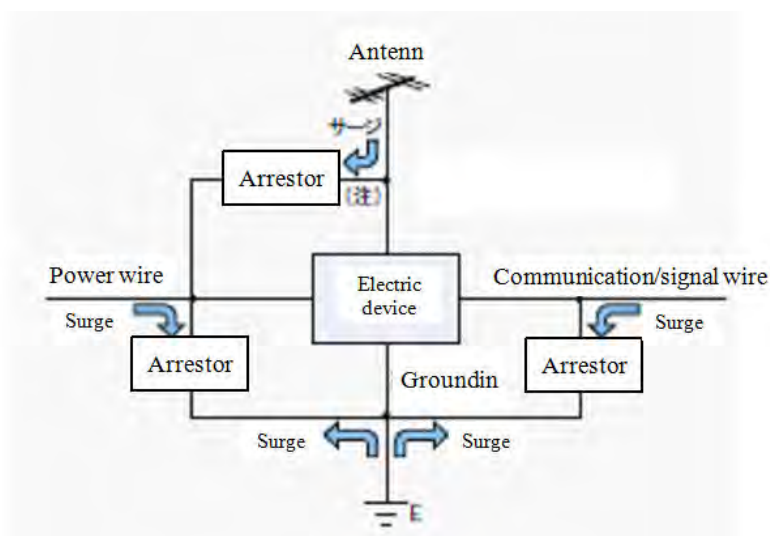 Antenn
サージ
Arrestor
(注)
Power wire
Electric
device
Communication/signal wire
Surge
Surge
Arrestor
Arrestor
Groundin
Surge
Surge
E